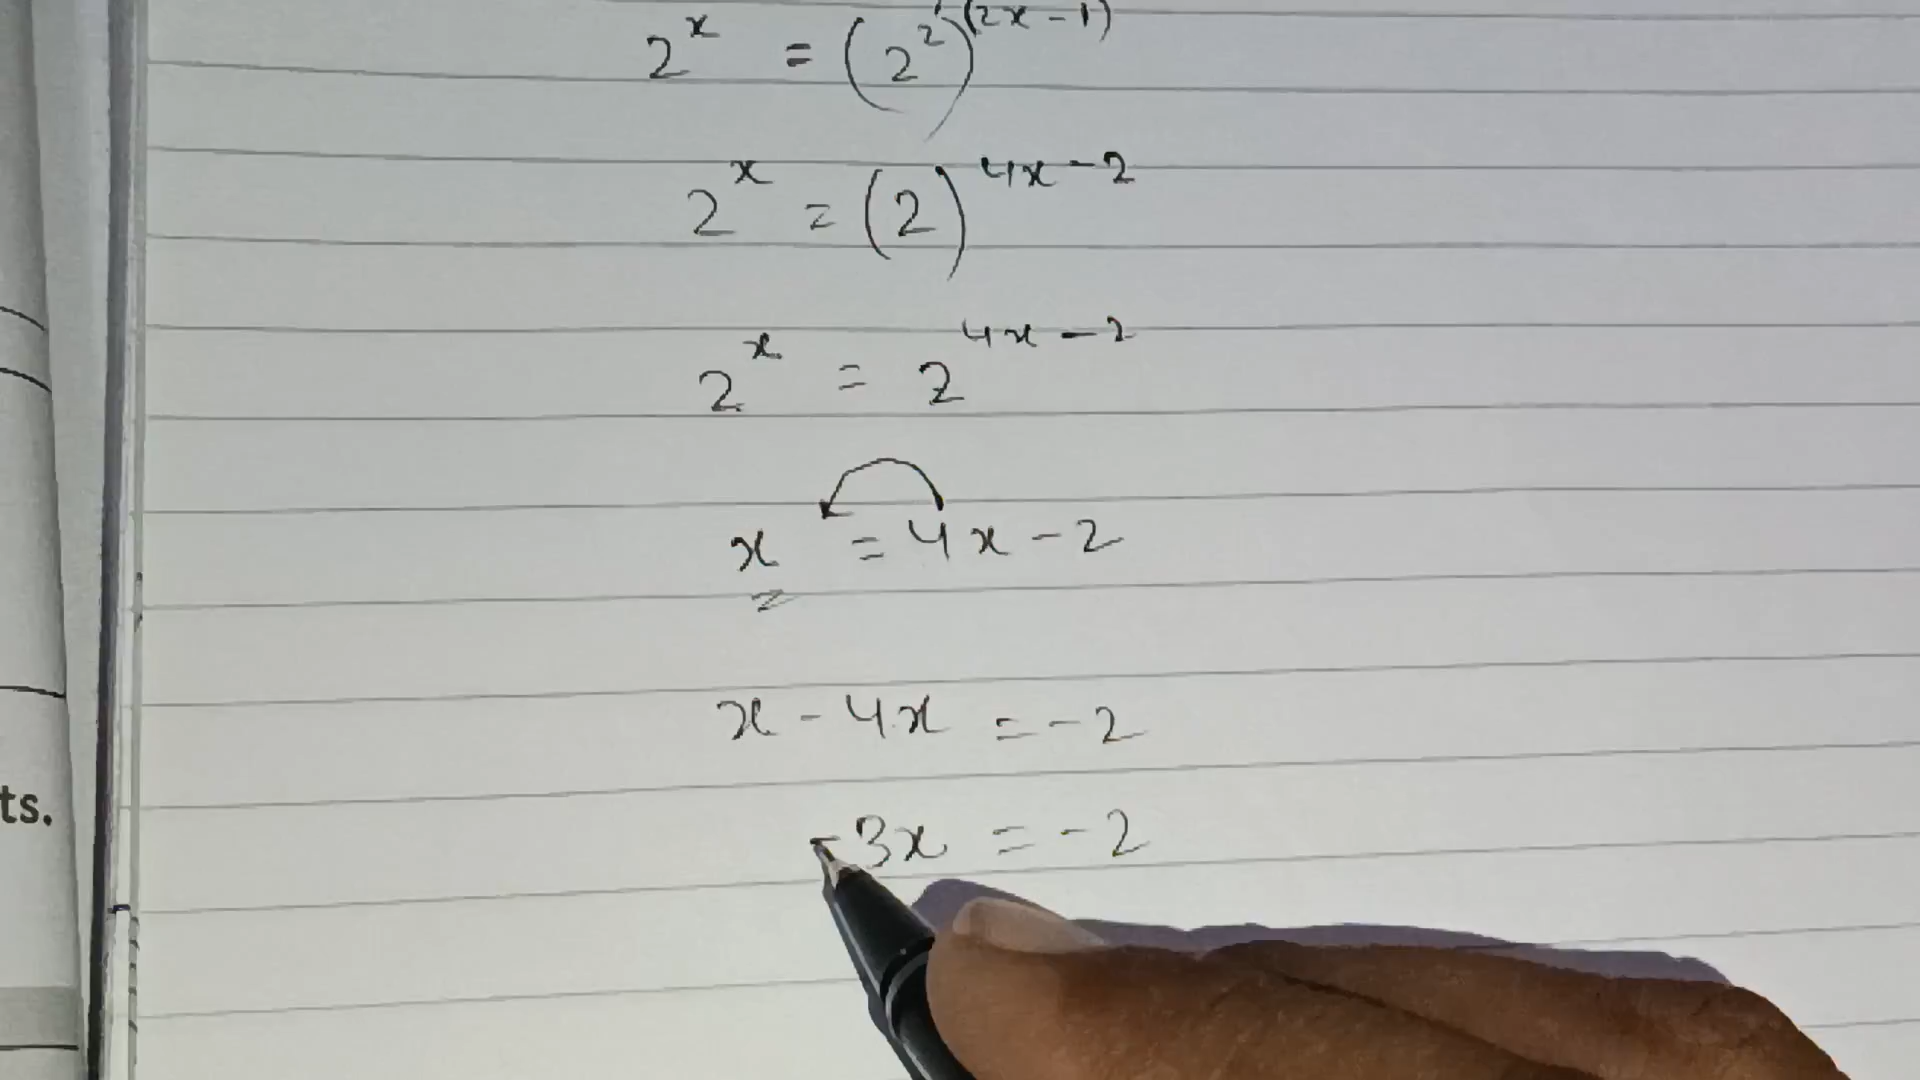 2^x = (2^2)^(2x-1)
2^x = (2)^4x-2
2^x = 2^4x-2
x = 4x-2
x - 4x = -2
ts.
-3x = -2